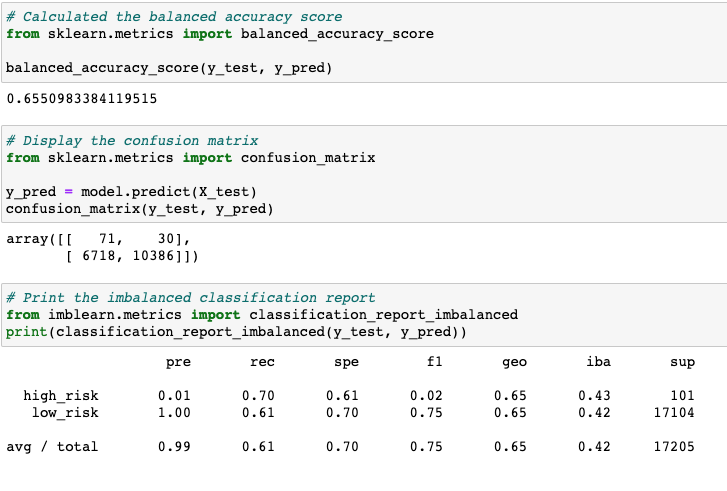 # Calculated the balanced accuracy score
from sklearn.metrics import balanced_accuracy_score
balanced_accuracy_score(y_test, y_pred)
0.6550983384119515
# Display the confusion matrix
from sklearn.metrics import confusion_matrix
y_pred = model.predict(X_test)
confusion_matrix(y_test, y_pred)
array([[   71,    30],
       [ 6718, 10386]])
# Print the imbalanced classification report
from imblearn.metrics import classification_report_imbalanced
print(classification_report_imbalanced(y_test, y_pred))
pre rec spe f1 geo iba sup
high_risk 0.01 0.70 0.61 0.02 0.65 0.43 101
low_risk 1.00 0.61 0.70 0.75 0.65 0.42 17104
avg / total 0.99 0.61 0.70 0.75 0.65 0.42 17205